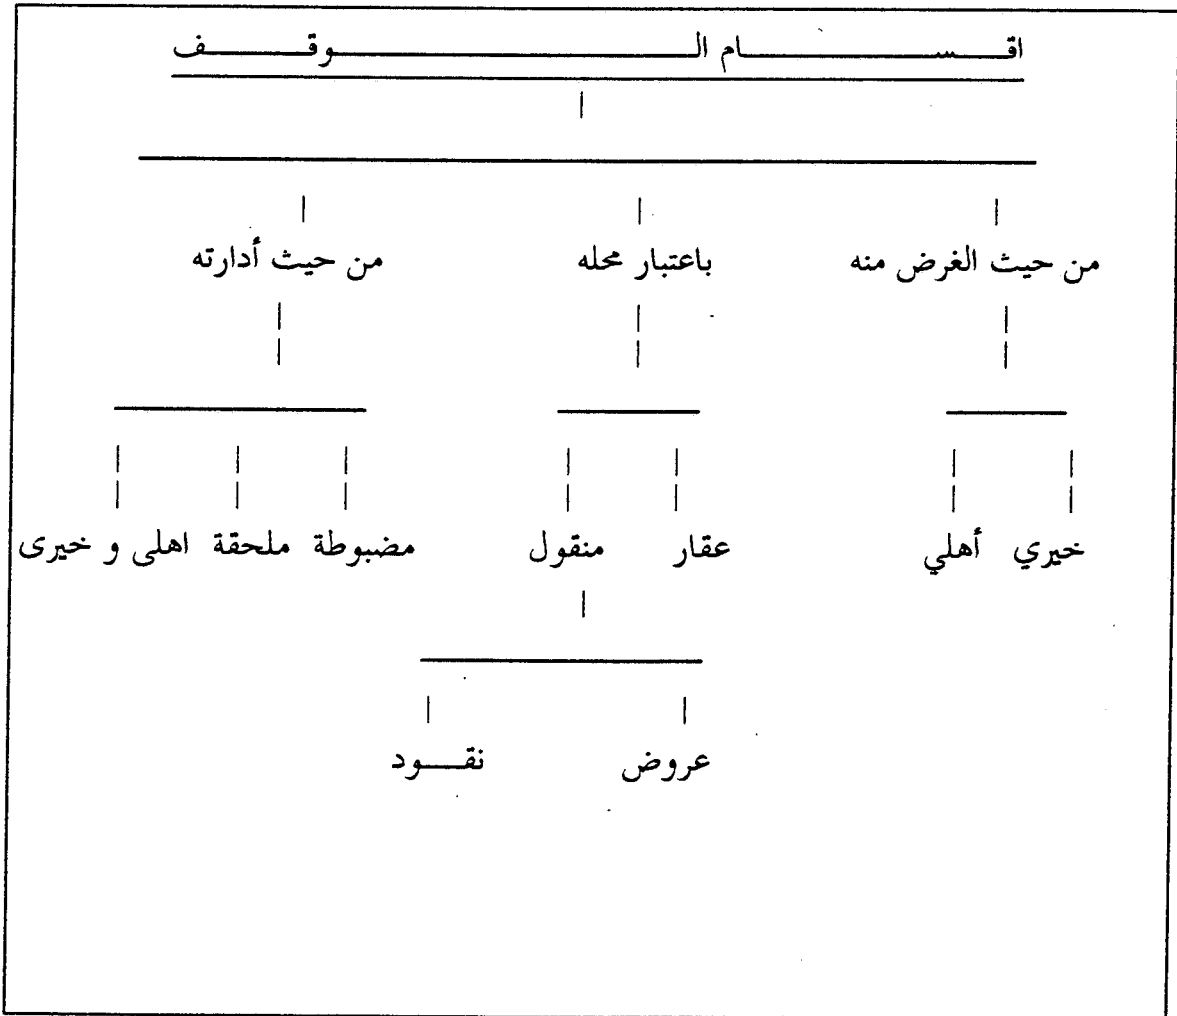 اقسام الوقف
من حيث الغرض منه باعتبار محله من حيث أدارته
خيري أهلي عقار منقول مضبوطة ملحقة اهلى و خيرى
عروض نقود